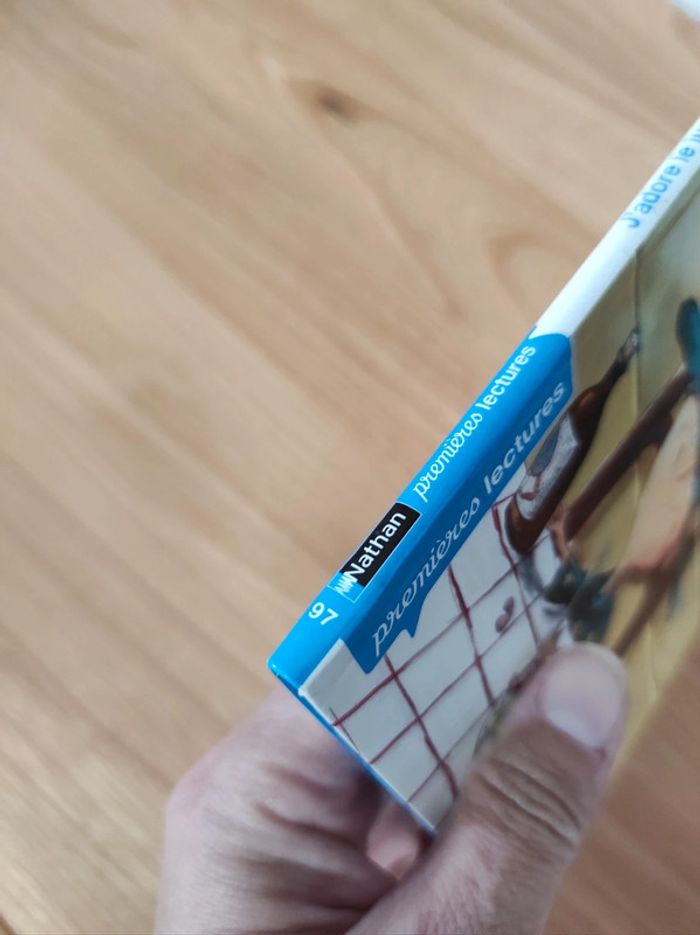 97
Nathan
premières lectures
J'adore le
premières lectures